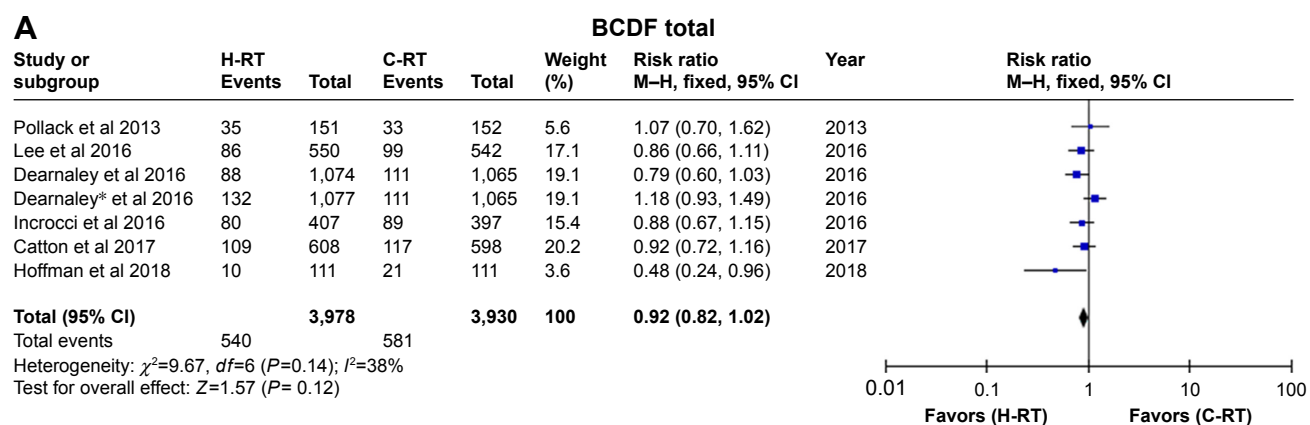 A
BCDF total
Study or subgroup H-RT Events Total C-RT Events Total Weight (%) Risk ratio M–H, fixed, 95% CI Year Risk ratio M–H, fixed, 95% CI
Pollack et al 2013 35 151 33 152 5.6 1.07 (0.70, 1.62) 2013
Lee et al 2016 86 550 99 542 17.1 0.86 (0.66, 1.11) 2016
Dearnaley et al 2016 88 1,074 111 1,065 19.1 0.79 (0.60, 1.03) 2016
Dearnaley* et al 2016 132 1,077 111 1,065 19.1 1.18 (0.93, 1.49) 2016
Incrocci et al 2016 80 407 89 397 15.4 0.88 (0.67, 1.15) 2016
Catton et al 2017 109 608 117 598 20.2 0.92 (0.72, 1.16) 2017
Hoffman et al 2018 10 111 21 111 3.6 0.48 (0.24, 0.96) 2018
Total (95% CI) 3,978 3,930 100 0.92 (0.82, 1.02)
Total events 540 581
Heterogeneity: χ²=9.67, df=6 (P=0.14); I²=38%
Test for overall effect: Z=1.57 (P= 0.12)
0.01 0.1 1 10 100
Favors (H-RT) Favors (C-RT)